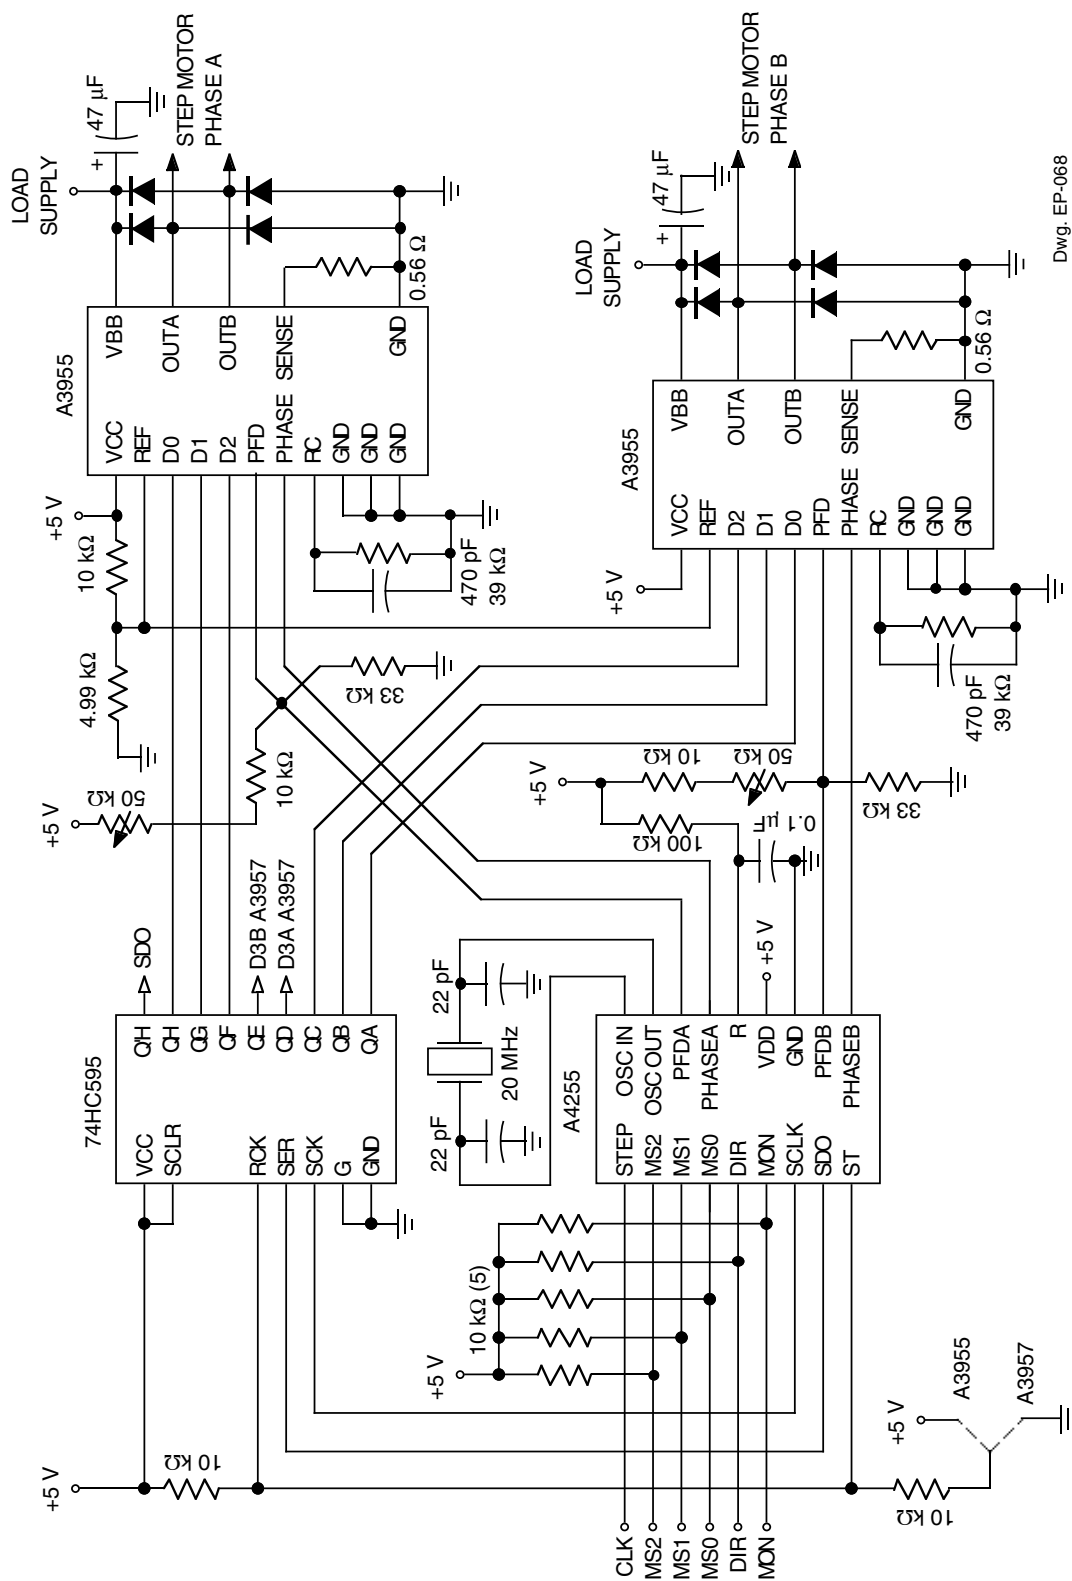 LOAD
SUPPLY
47 µF
+
STEP MOTOR
PHASE A
A3955
VBB
OUTA
OUTB
SENSE
GND
0.56 Ω
VCC
REF
D0
D1
D2
PFD
PHASE
RC
GND
GND
GND
+5 V
10 kΩ
4.99 kΩ
470 pF
39 kΩ
33 kΩ
10 kΩ
+5 V
50 kΩ
SDO
D3B A3957
D3A A3957
74HC595
Q'H
QH
QG
QF
QE
QD
QC
QB
QA
VCC
SCLR
RCK
SER
SCK
G
GND
+5 V
10 kΩ
LOAD
SUPPLY
47 µF
+
STEP MOTOR
PHASE B
A3955
VBB
OUTA
OUTB
SENSE
GND
0.56 Ω
VCC
REF
D2
D1
D0
PFD
PHASE
RC
GND
GND
GND
+5 V
470 pF
39 kΩ
+5 V
10 kΩ
50 kΩ
100 kΩ
0.1 µF
33 kΩ
+5 V
22 pF
20 MHz
22 pF
A4255
OSC IN
OSC OUT
PFDA
PHASEA
R
VDD
GND
PFDB
PHASEB
STEP
MS2
MS1
MS0
DIR
MON
SCLK
SDO
ST
10 kΩ (5)
+5 V
CLK
MS2
MS1
MS0
DIR
MON
10 kΩ
+5 V
A3955
A3957
Dwg. EP-068